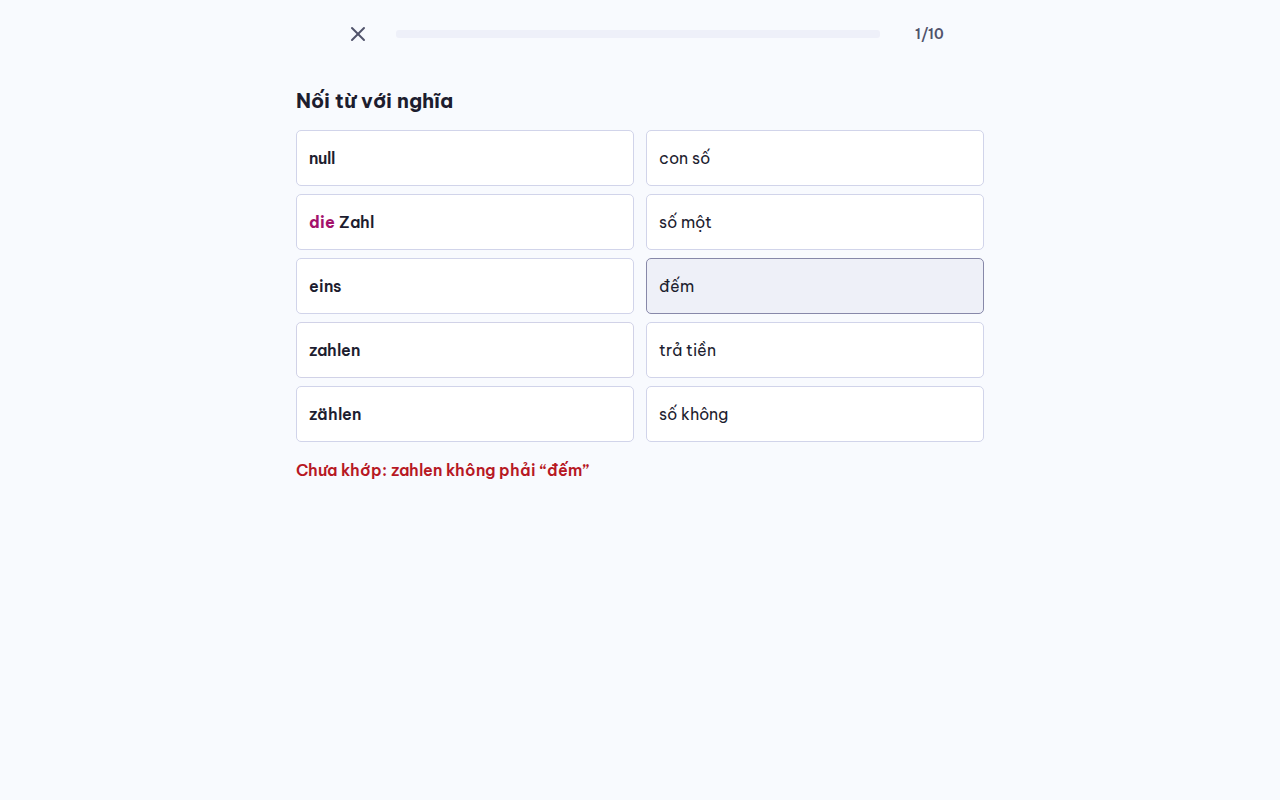 1/10
Nối từ với nghĩa
null
con số
die Zahl
số một
eins
đếm
zahlen
trả tiền
zählen
số không
Chưa khớp: zahlen không phải “đếm”